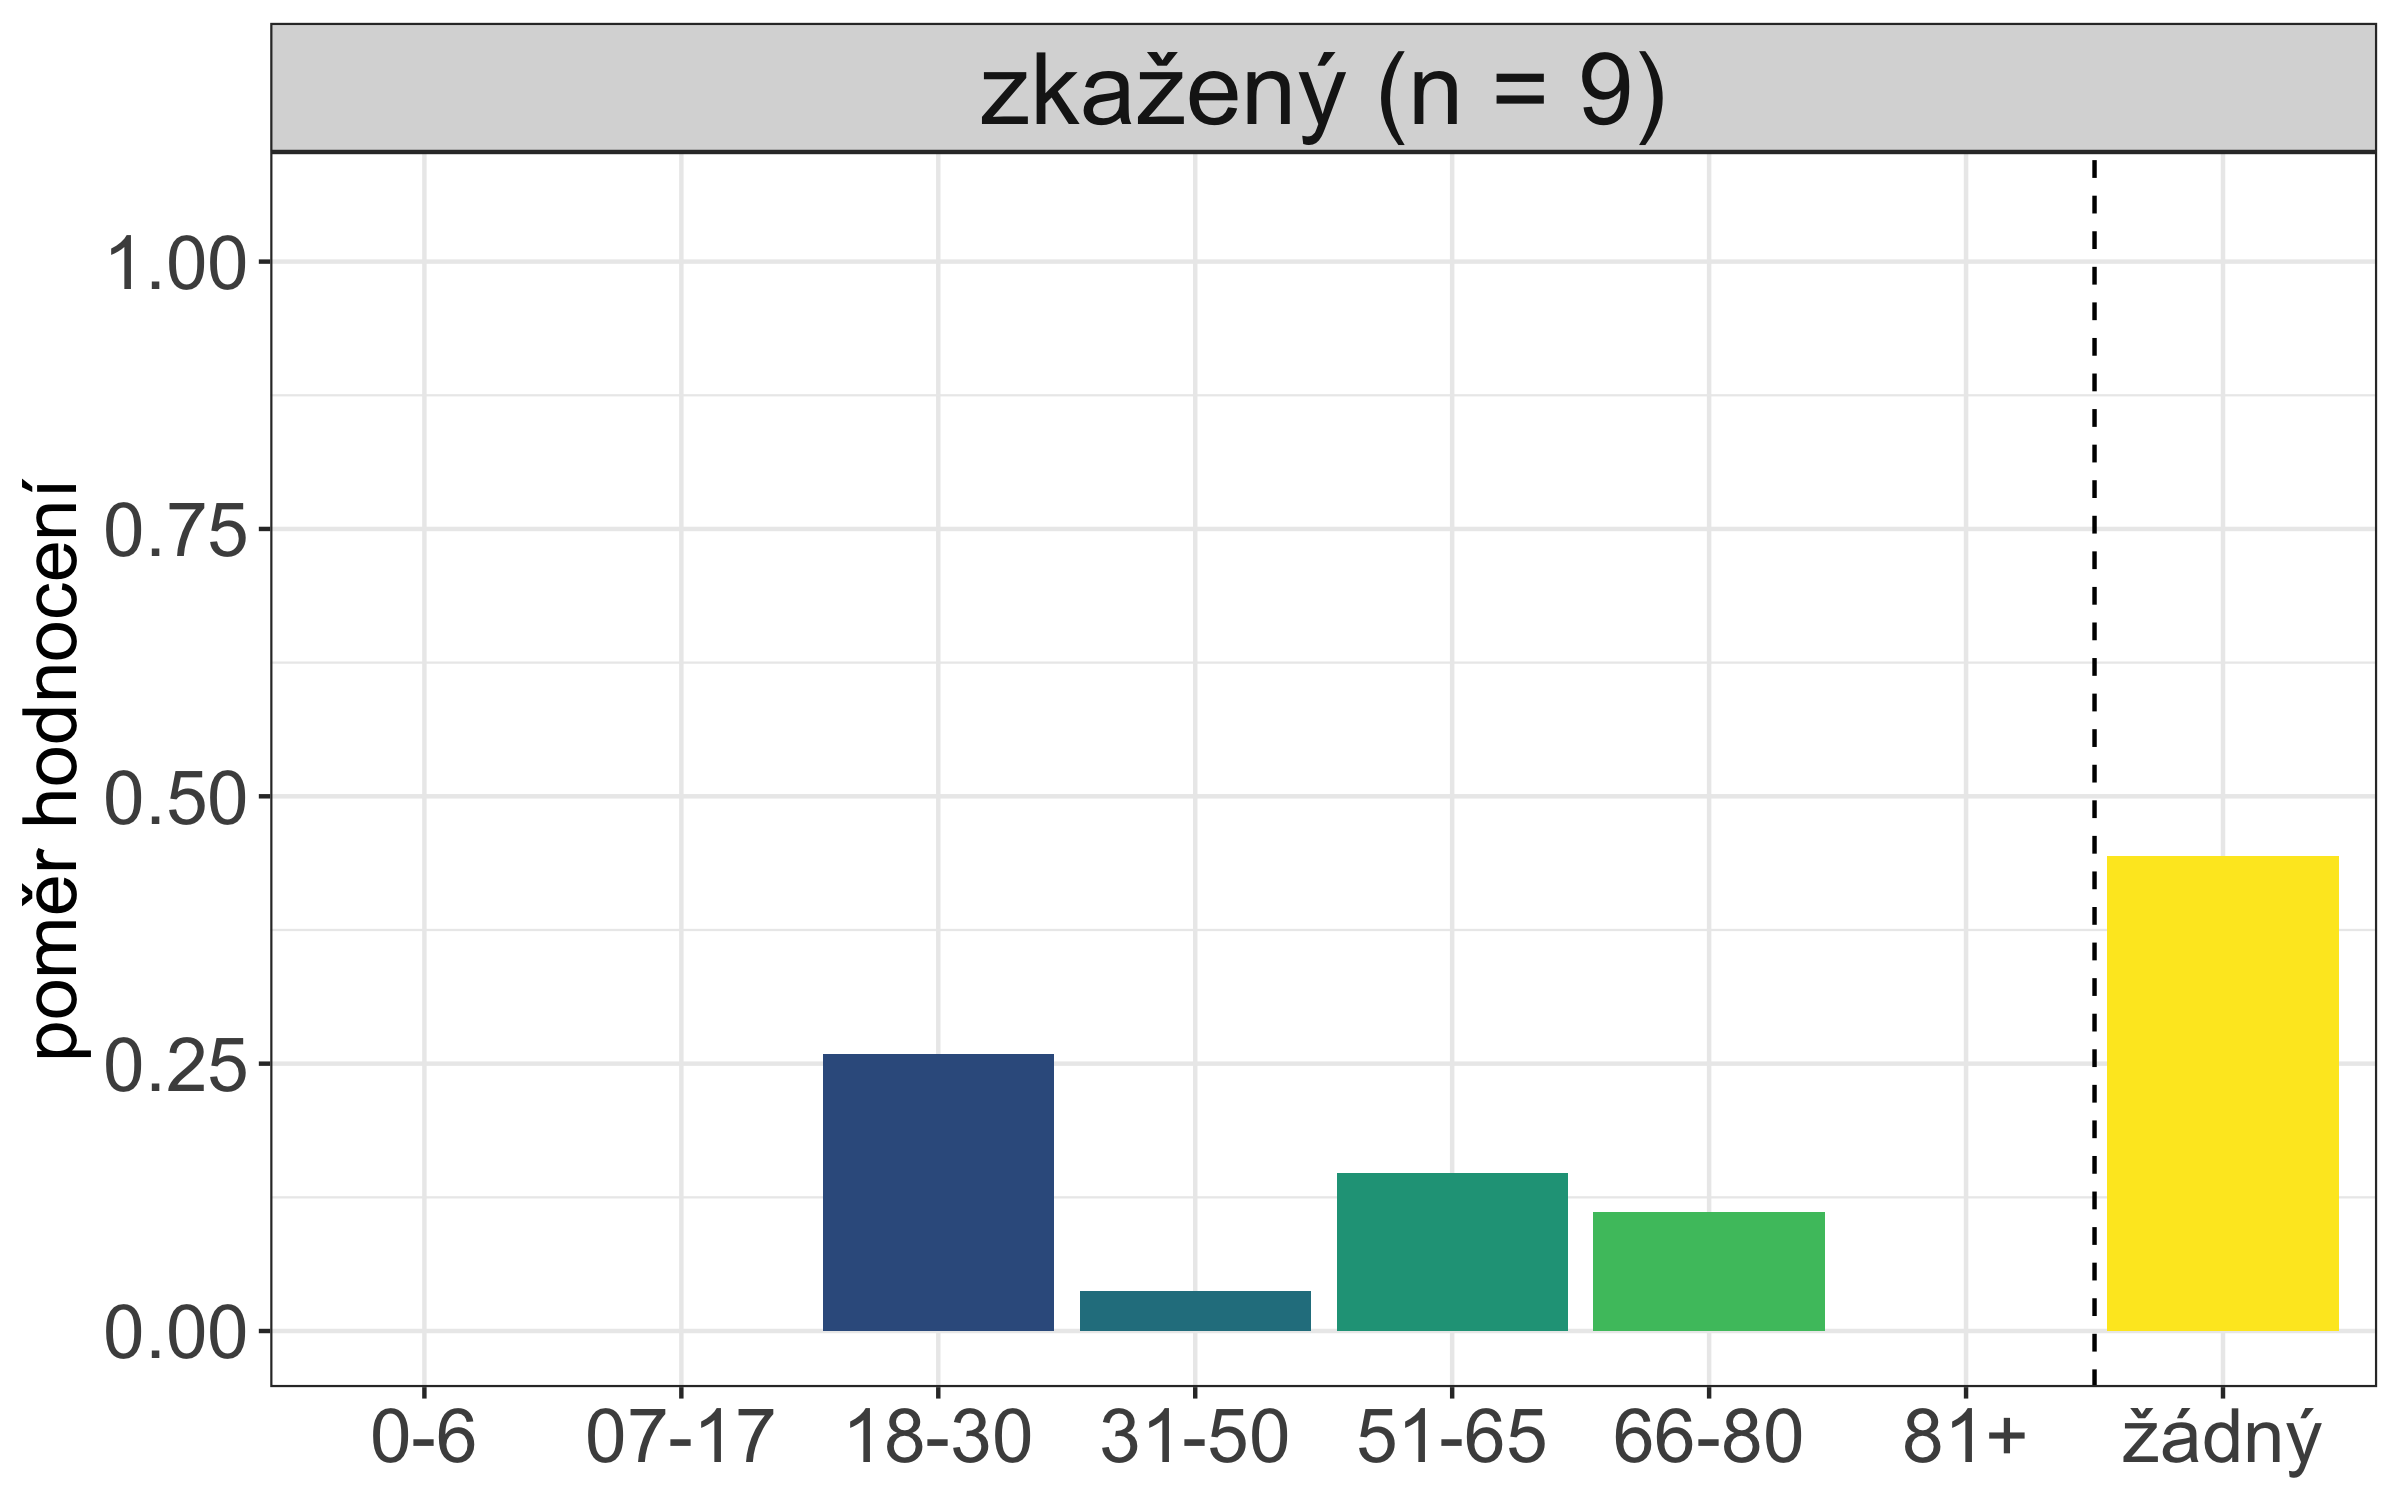 zkažený (n = 9)
poměr hodnocení
1.00
0.75
0.50
0.25
0.00
0-6 07-17 18-30 31-50 51-65 66-80 81+ žádný